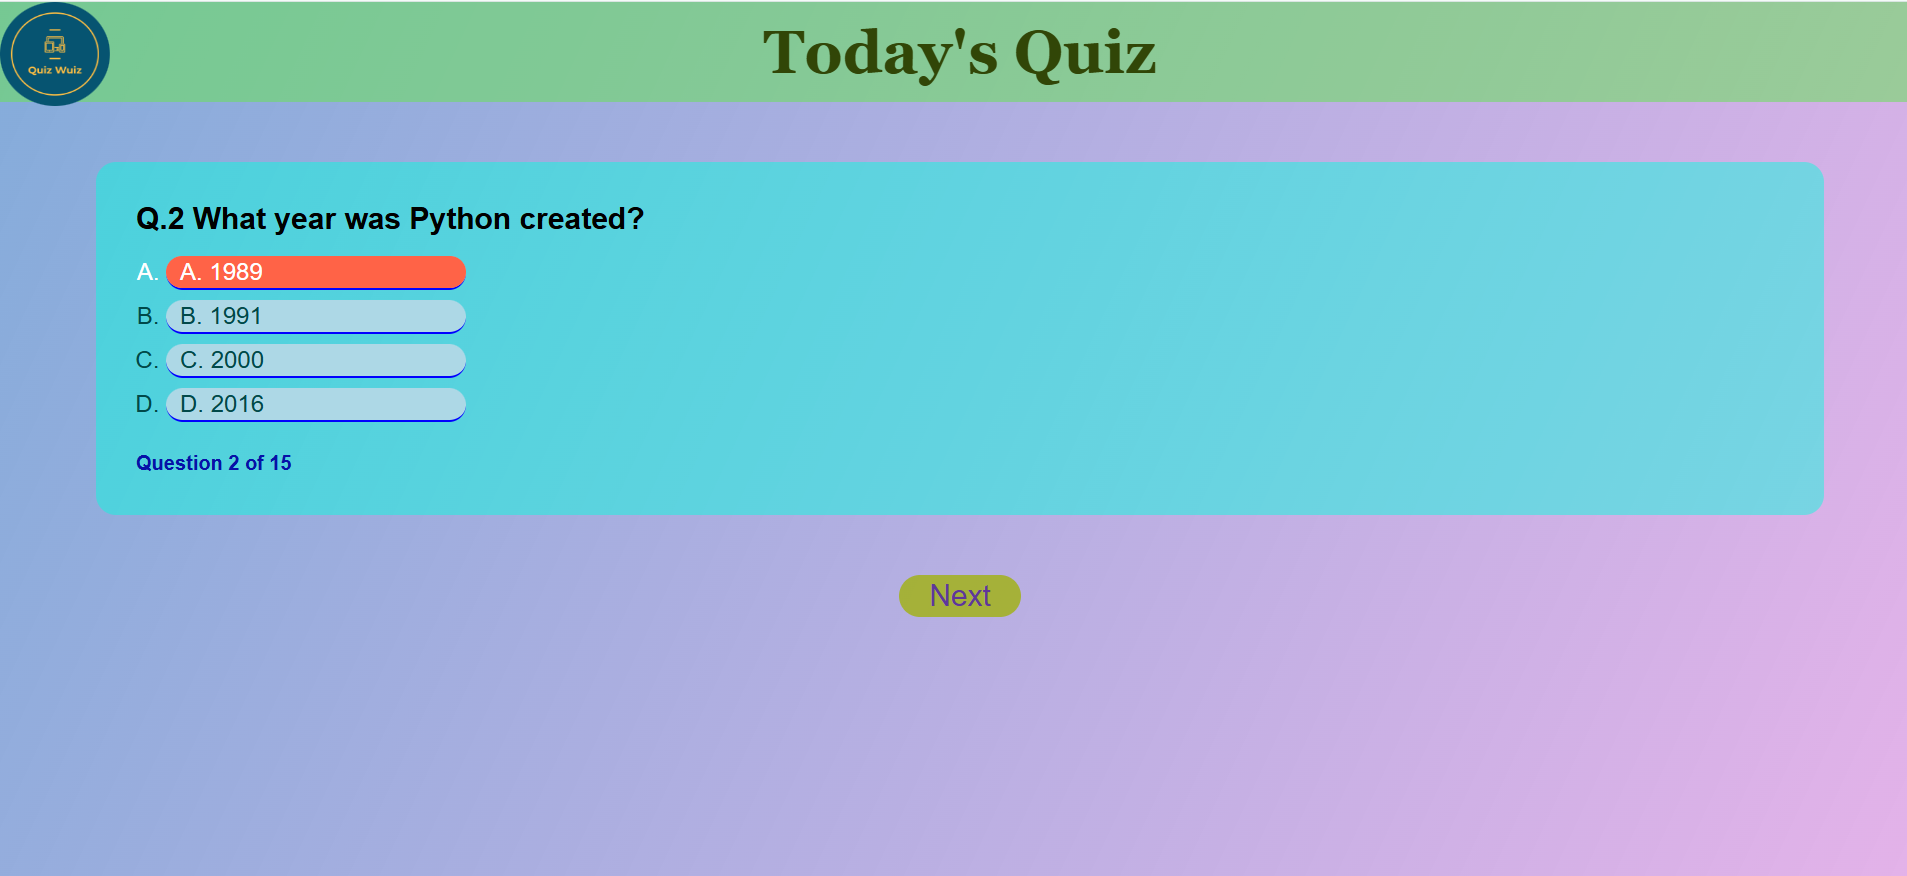 Quiz Wuiz
Today's Quiz
Q.2 What year was Python created?
A. A. 1989
B. B. 1991
C. C. 2000
D. D. 2016
Question 2 of 15
Next